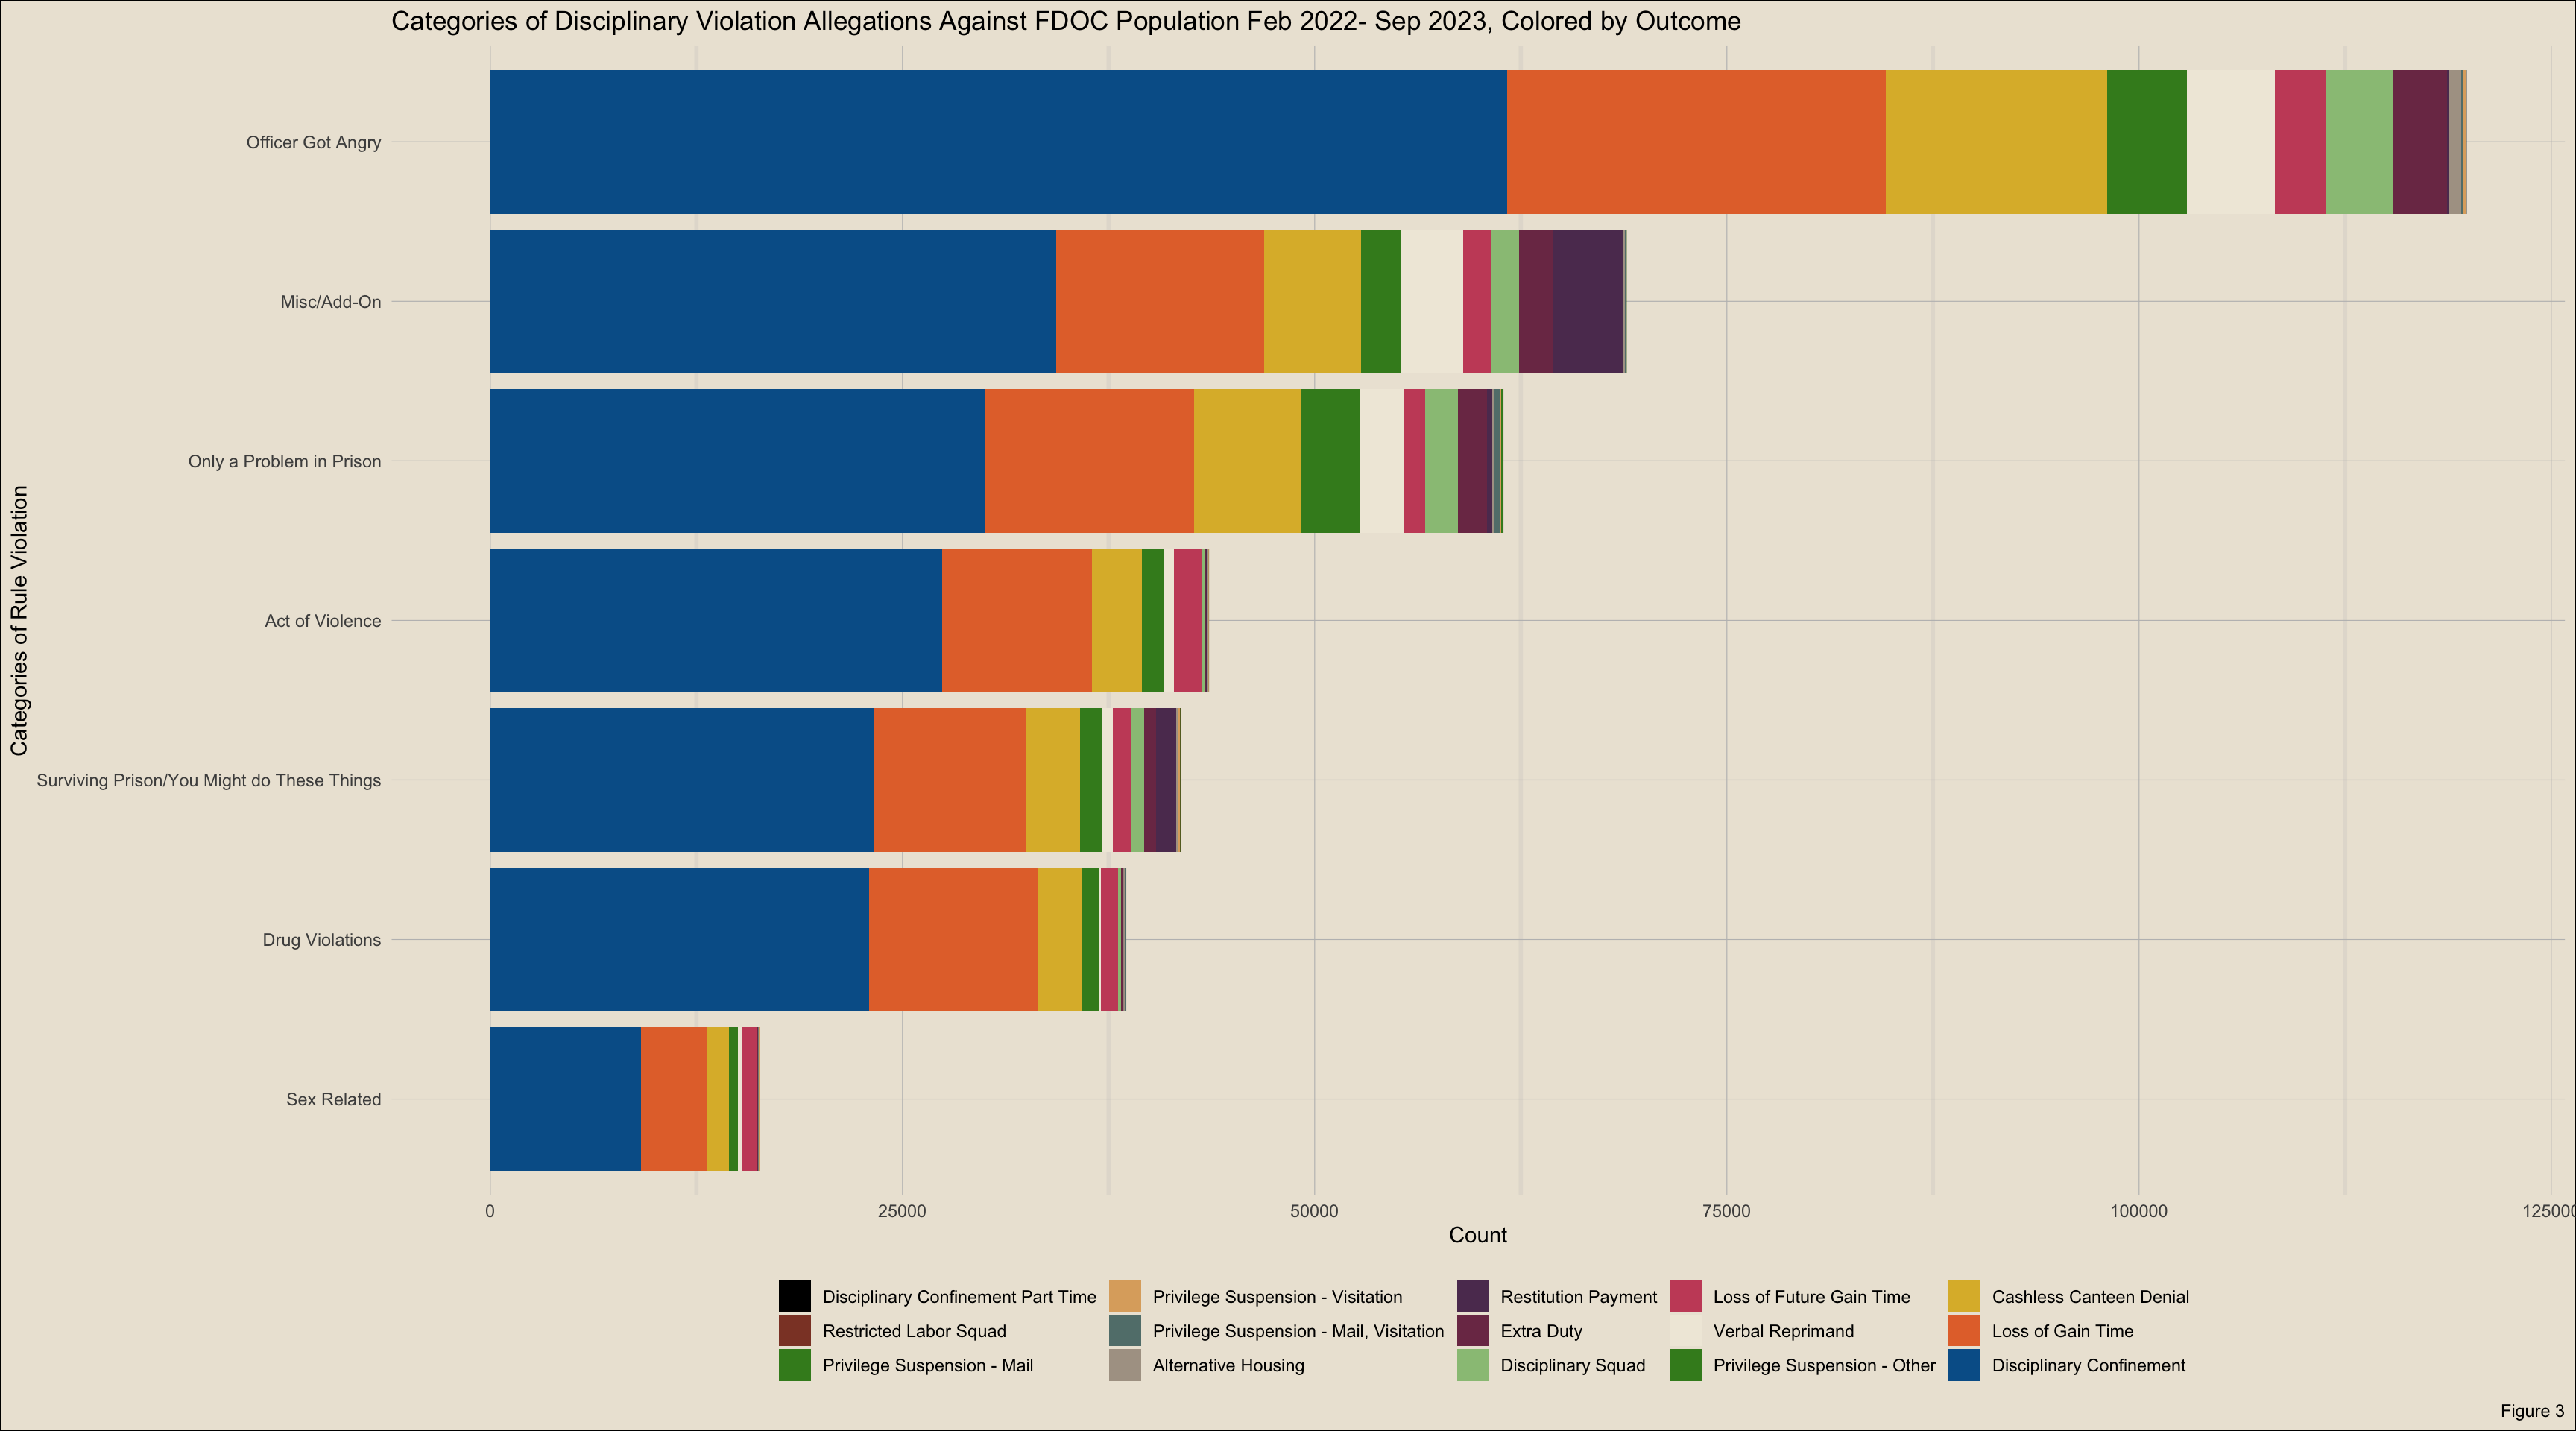 Categories of Disciplinary Violation Allegations Against FDOC Population Feb 2022- Sep 2023, Colored by Outcome
Categories of Rule Violation
Officer Got Angry
Misc/Add-On
Only a Problem in Prison
Act of Violence
Surviving Prison/You Might do These Things
Drug Violations
Sex Related
0 25000 50000 75000 100000 125000
Count
Disciplinary Confinement Part Time Privilege Suspension - Visitation Restitution Payment Loss of Future Gain Time Cashless Canteen Denial
Restricted Labor Squad Privilege Suspension - Mail, Visitation Extra Duty Verbal Reprimand Loss of Gain Time
Privilege Suspension - Mail Alternative Housing Disciplinary Squad Privilege Suspension - Other Disciplinary Confinement
Figure 3